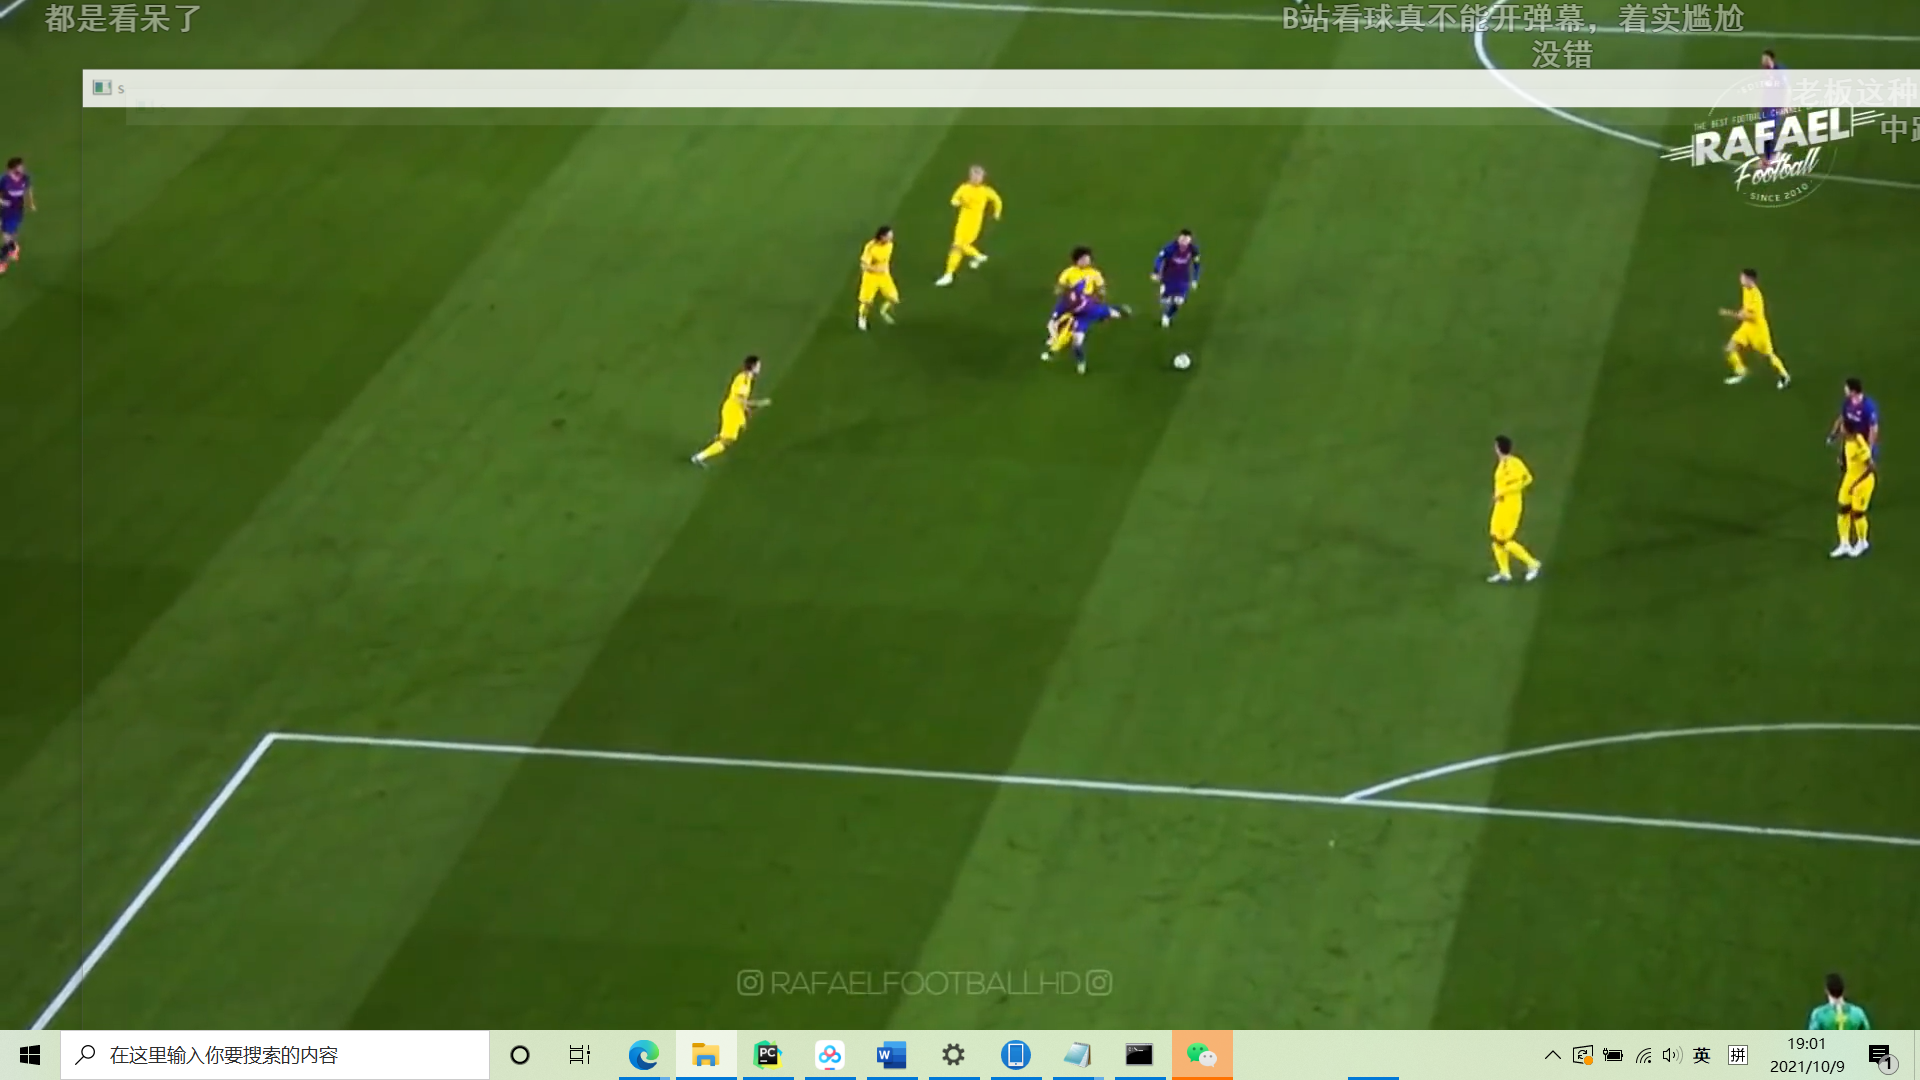 都是看呆了
B站看球真不能开弹幕，着实尴尬
没错
s
老板这种
THE BEST FOOTBALL CHANNEL
RAFAEL
Football
SINCE 2010
RAFAELFOOTBALLHD
在这里输入你要搜索的内容
英
拼
19:01
2021/10/9
1
PC
W